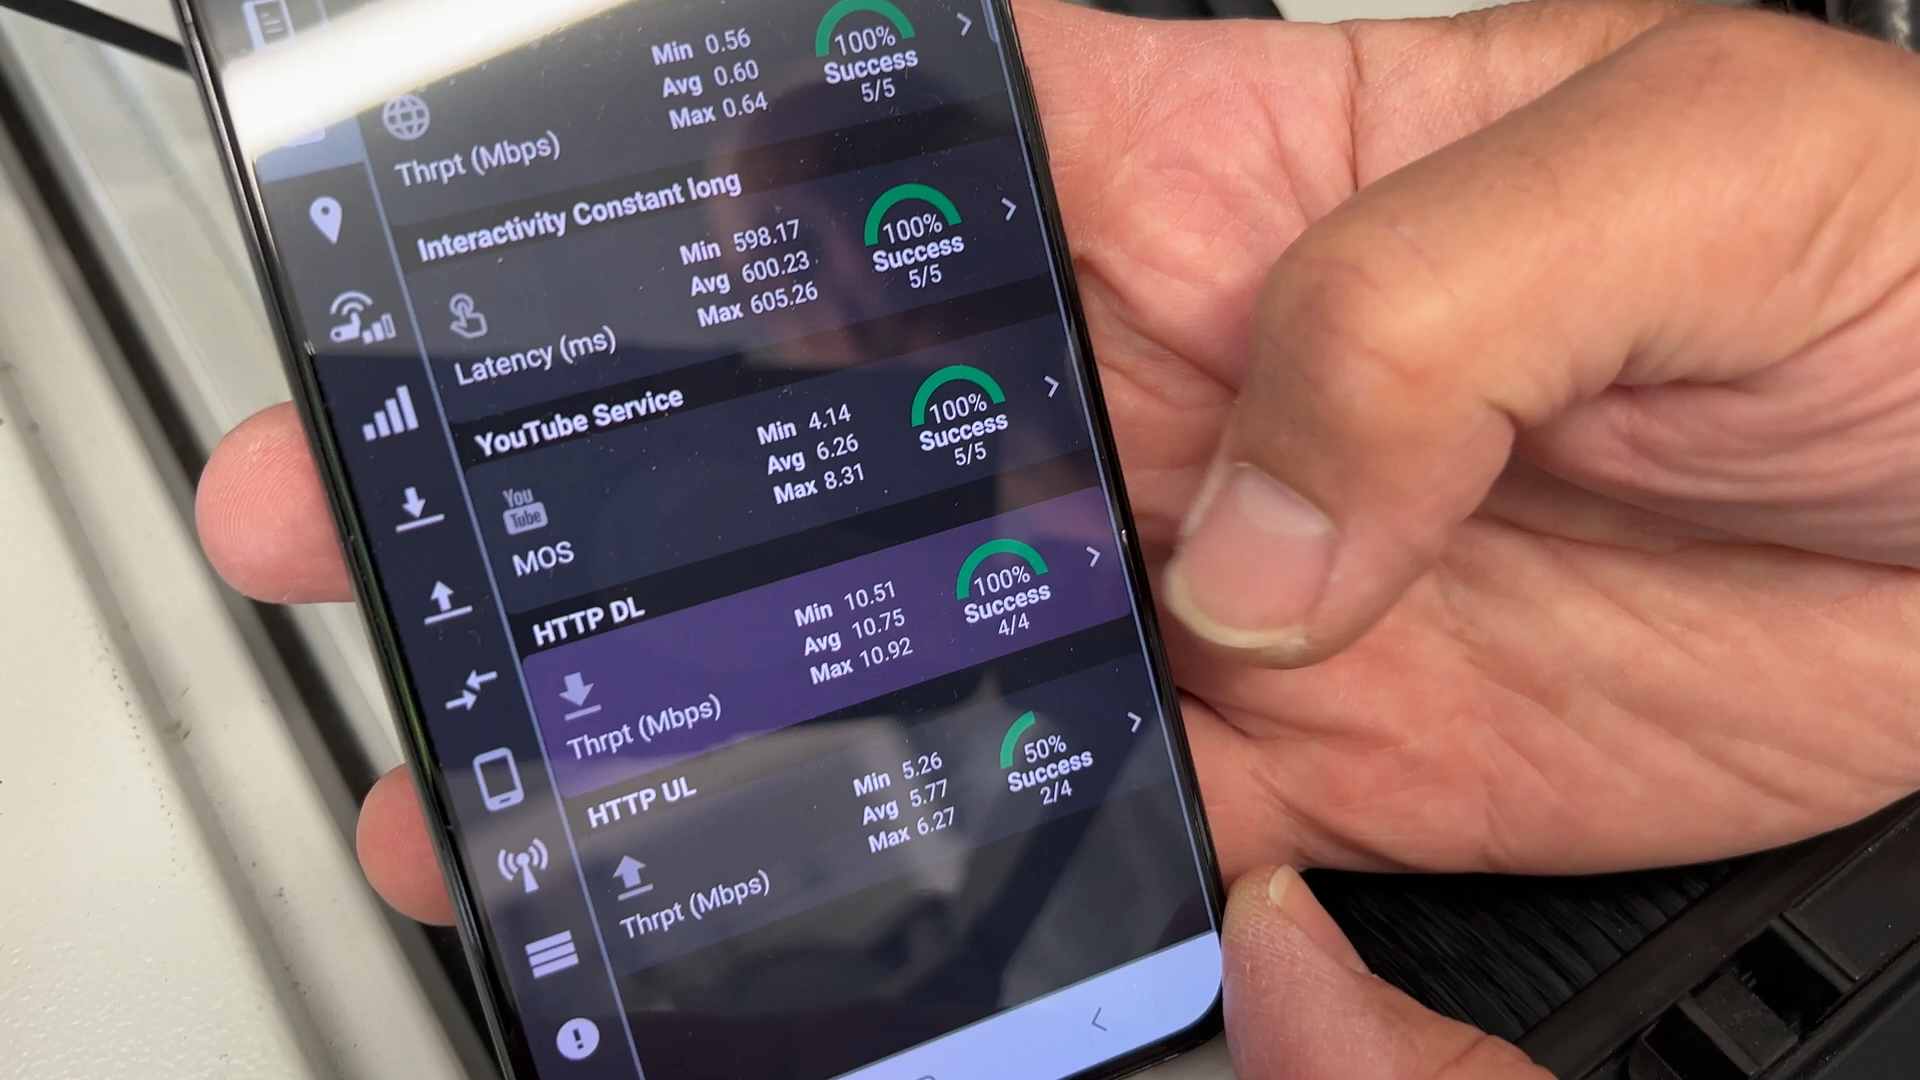 Min 0.56
Avg 0.60
Max 0.64
100%
Success
5/5
Thrpt (Mbps)
Interactivity Constant long
Min 598.17
Avg 600.23
Max 605.26
100%
Success
5/5
Latency (ms)
YouTube Service
Min 4.14
Avg 6.26
Max 8.31
100%
Success
5/5
You
Tube
MOS
HTTP DL
Min 10.51
Avg 10.75
Max 10.92
100%
Success
4/4
Thrpt (Mbps)
HTTP UL
Min 5.26
Avg 5.77
Max 6.27
50%
Success
2/4
Thrpt (Mbps)